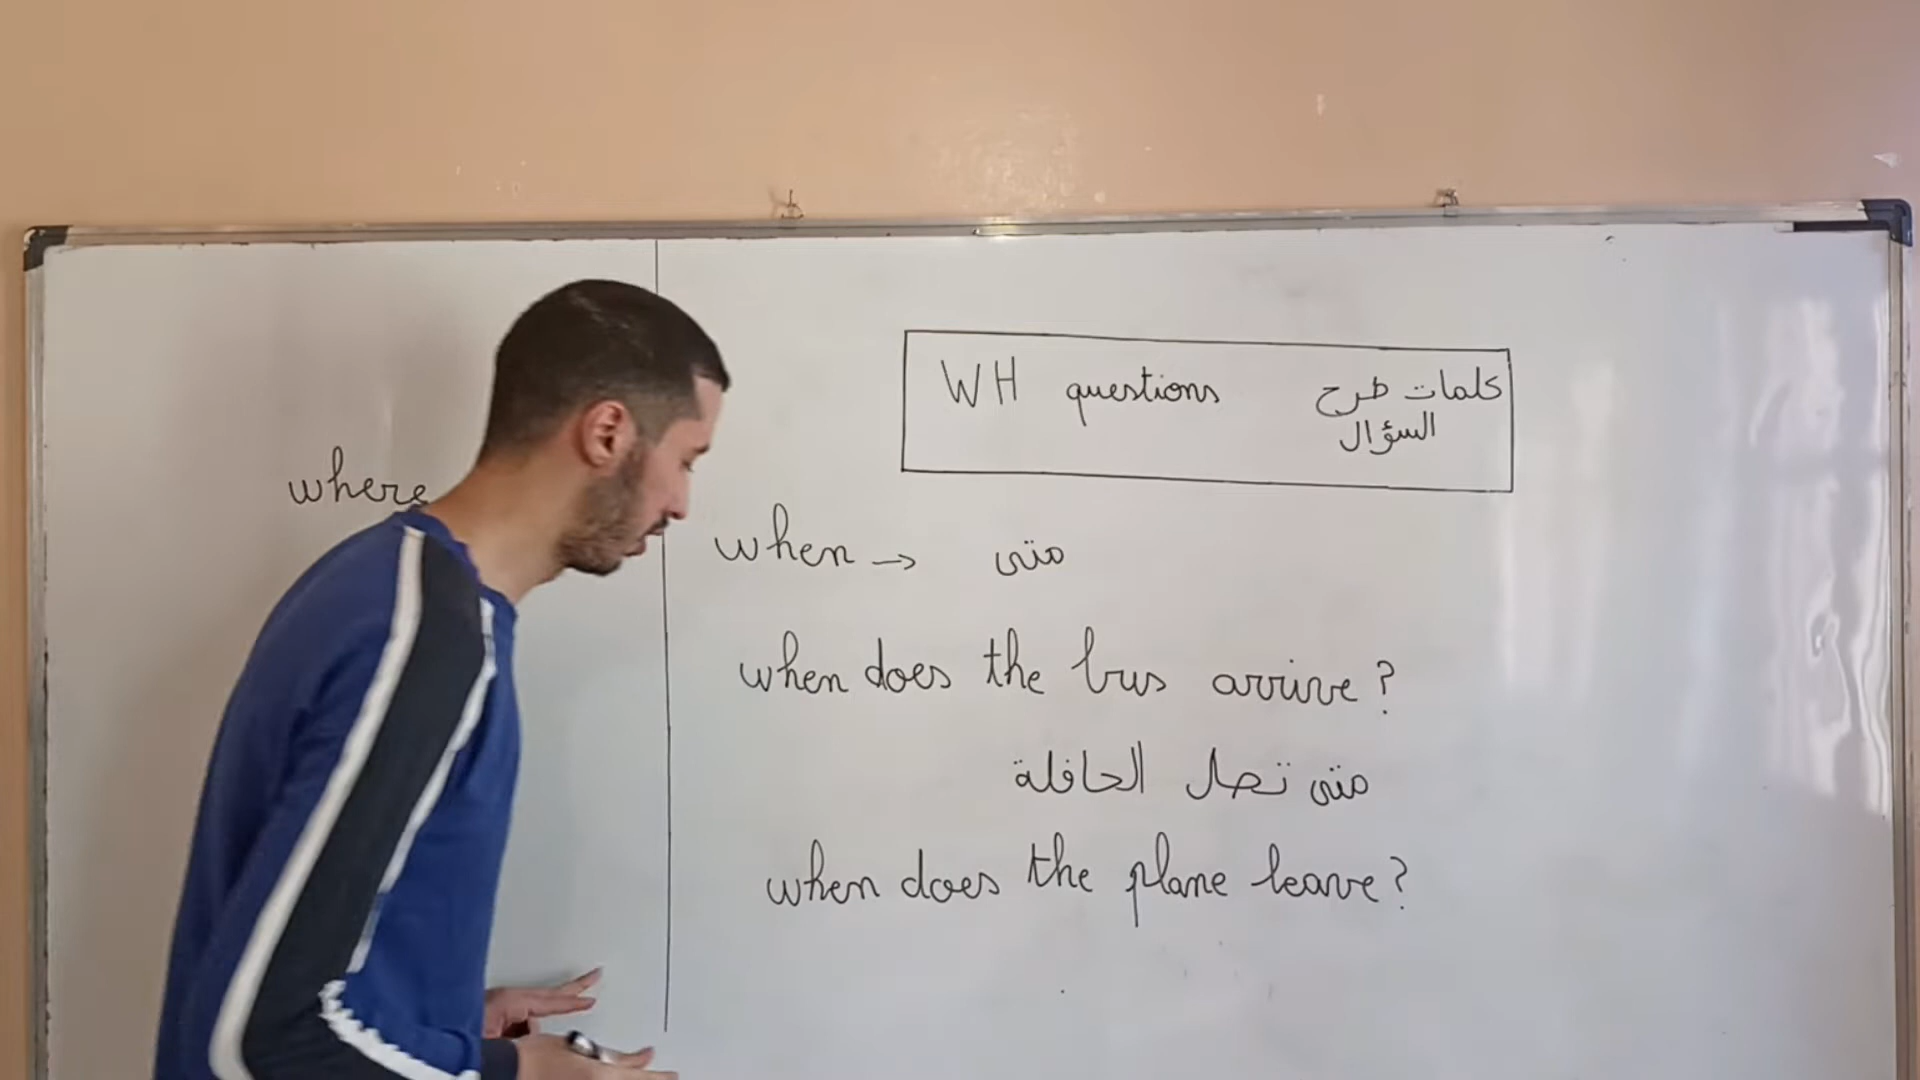 WH questions كلمات طرح
السؤال
where
when → متى
when does the bus arrive?
متى تصل الحافلة
when does the plane leave?